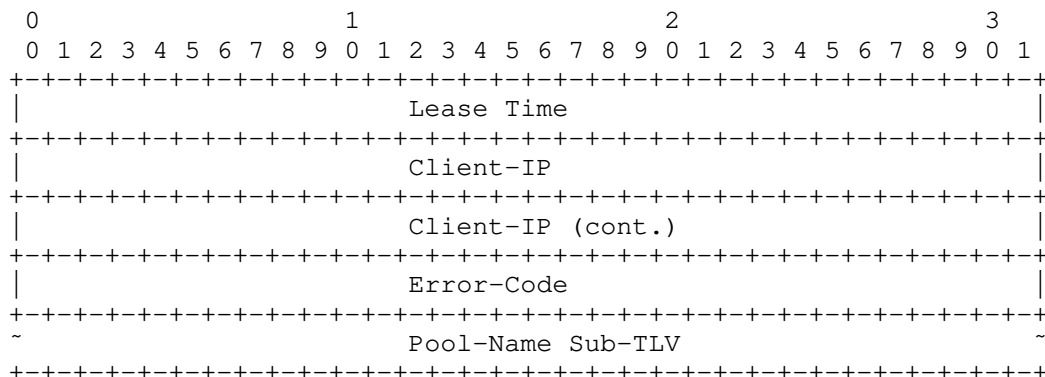 0                   1                   2                   3
 0 1 2 3 4 5 6 7 8 9 0 1 2 3 4 5 6 7 8 9 0 1 2 3 4 5 6 7 8 9 0 1
+-+-+-+-+-+-+-+-+-+-+-+-+-+-+-+-+-+-+-+-+-+-+-+-+-+-+-+-+-+-+-+-+
|                        Lease Time                             |
+-+-+-+-+-+-+-+-+-+-+-+-+-+-+-+-+-+-+-+-+-+-+-+-+-+-+-+-+-+-+-+-+
|                        Client-IP                              |
+-+-+-+-+-+-+-+-+-+-+-+-+-+-+-+-+-+-+-+-+-+-+-+-+-+-+-+-+-+-+-+-+
|                        Client-IP (cont.)                      |
+-+-+-+-+-+-+-+-+-+-+-+-+-+-+-+-+-+-+-+-+-+-+-+-+-+-+-+-+-+-+-+-+
|                        Error-Code                             |
+-+-+-+-+-+-+-+-+-+-+-+-+-+-+-+-+-+-+-+-+-+-+-+-+-+-+-+-+-+-+-+-+
~                        Pool-Name Sub-TLV                      ~
+-+-+-+-+-+-+-+-+-+-+-+-+-+-+-+-+-+-+-+-+-+-+-+-+-+-+-+-+-+-+-+-+